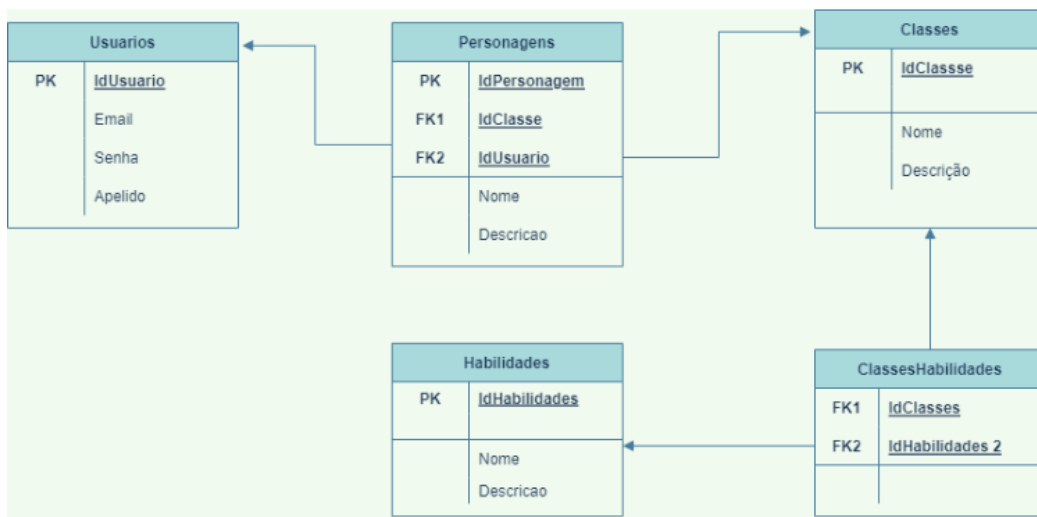 Usuarios
PK IdUsuario
Email
Senha
Apelido
Personagens
PK IdPersonagem
FK1 IdClasse
FK2 IdUsuario
Nome
Descricao
Classes
PK IdClassse
Nome
Descrição
Habilidades
PK IdHabilidades
Nome
Descricao
ClassesHabilidades
FK1 IdClasses
FK2 IdHabilidades 2